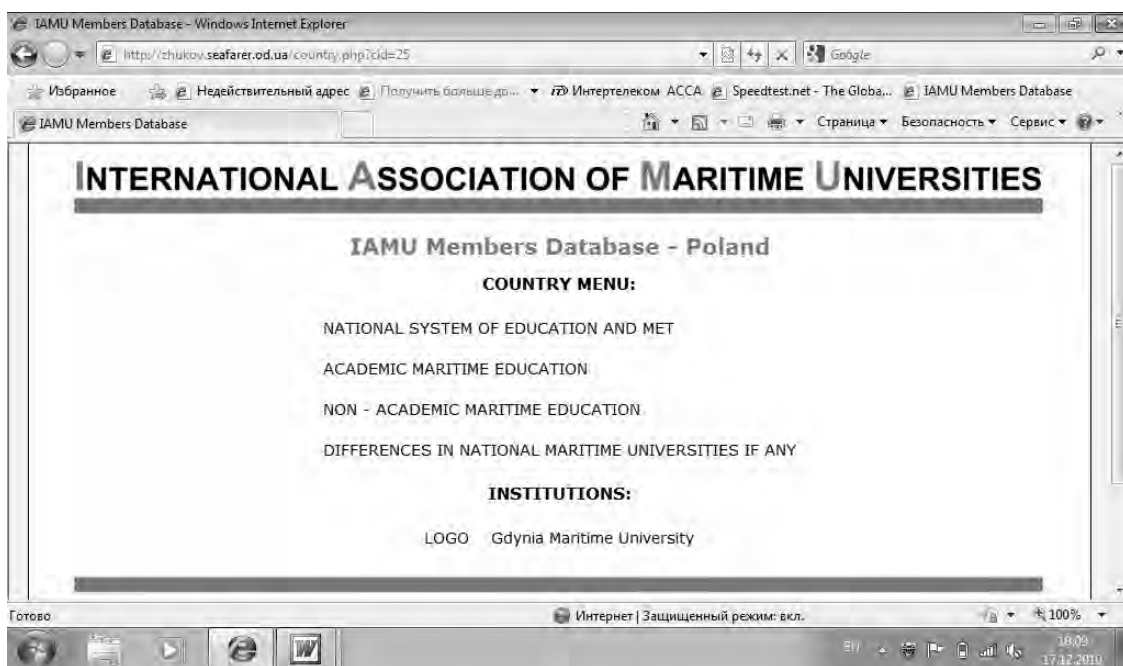 IAMU Members Database - Windows Internet Explorer
http://zhukov.seafarer.od.ua/country.php?cid=25
Google
Избранное Недействительный адрес Получить больше до... Интертелеком ACCA Speedtest.net - The Globa... IAMU Members Database
IAMU Members Database Страница Безопасность Сервис
INTERNATIONAL ASSOCIATION OF MARITIME UNIVERSITIES
IAMU Members Database - Poland
COUNTRY MENU:
NATIONAL SYSTEM OF EDUCATION AND MET
ACADEMIC MARITIME EDUCATION
NON - ACADEMIC MARITIME EDUCATION
DIFFERENCES IN NATIONAL MARITIME UNIVERSITIES IF ANY
INSTITUTIONS:
LOGO Gdynia Maritime University
Готово Интернет | Защищенный режим: вкл. 100%
EN 18:09
17.12.2010